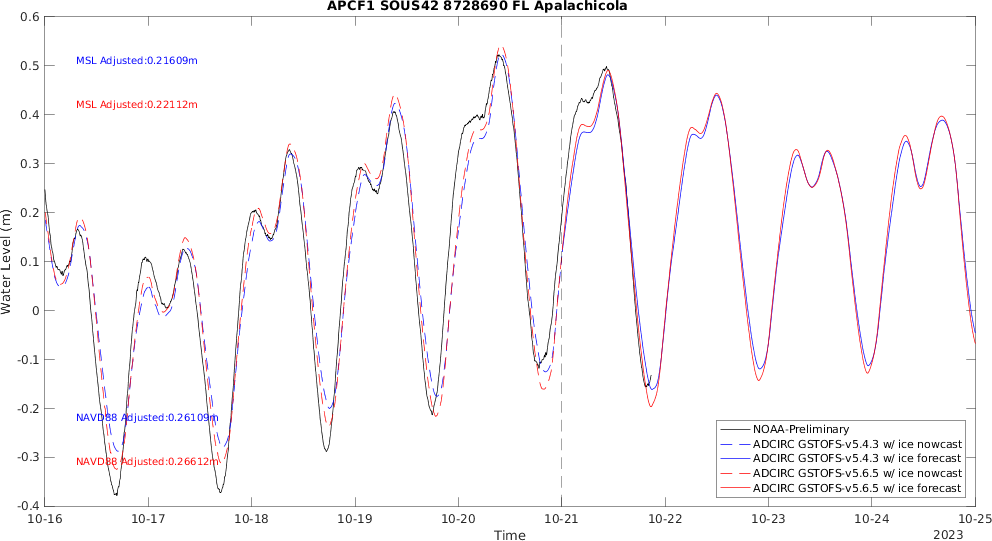 APCF1 SOUS42 8728690 FL Apalachicola
0.6
0.5
0.4
0.3
0.2
0.1
0
-0.1
-0.2
-0.3
-0.4
Water Level (m)
MSL Adjusted:0.21609m
MSL Adjusted:0.22112m
NAVD88 Adjusted:0.26109m
NAVD88 Adjusted:0.26612m
NOAA-Preliminary
ADCIRC GSTOFS-v5.4.3 w/ ice nowcast
ADCIRC GSTOFS-v5.4.3 w/ ice forecast
ADCIRC GSTOFS-v5.6.5 w/ ice nowcast
ADCIRC GSTOFS-v5.6.5 w/ ice forecast
10-16 10-17 10-18 10-19 10-20 10-21 10-22 10-23 10-24 10-25
Time
2023